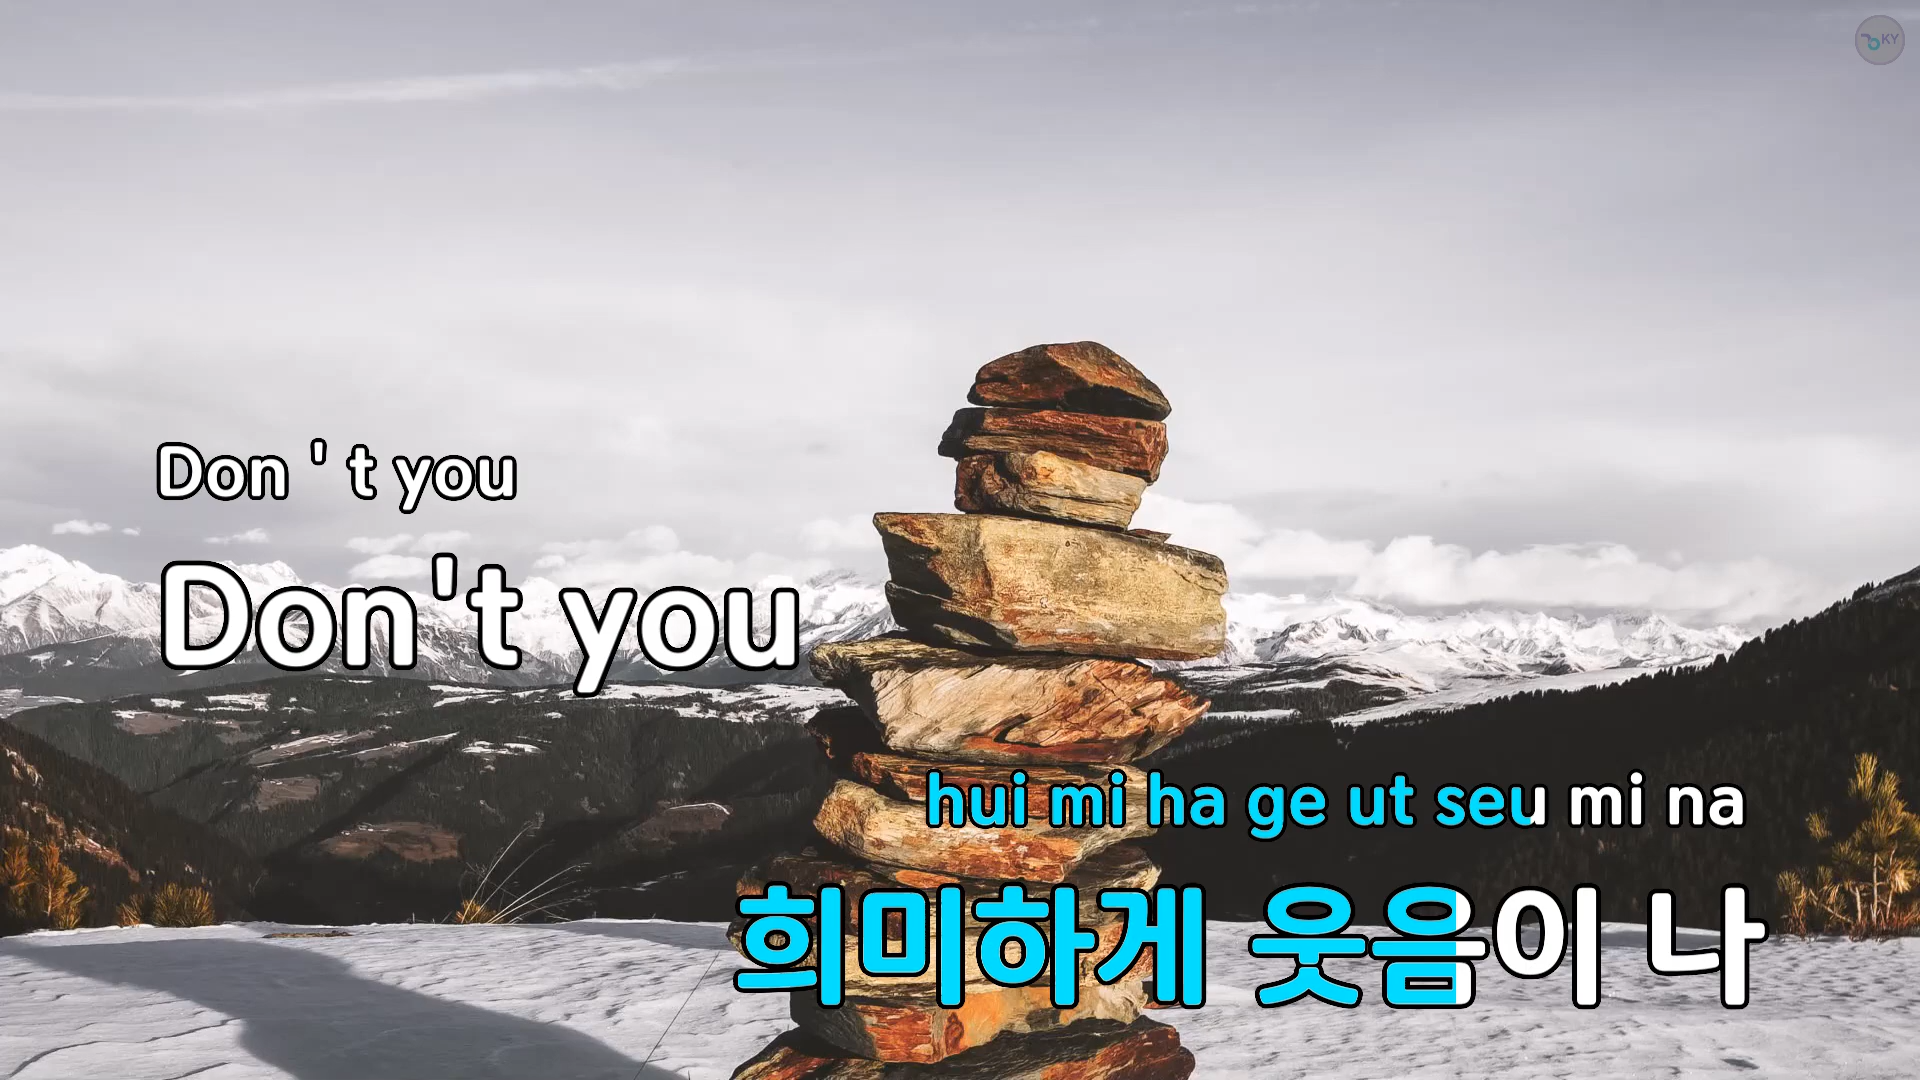 KY
Don ' t you
Don't you
hui mi ha ge ut seu mi na
희미하게 웃음이 나